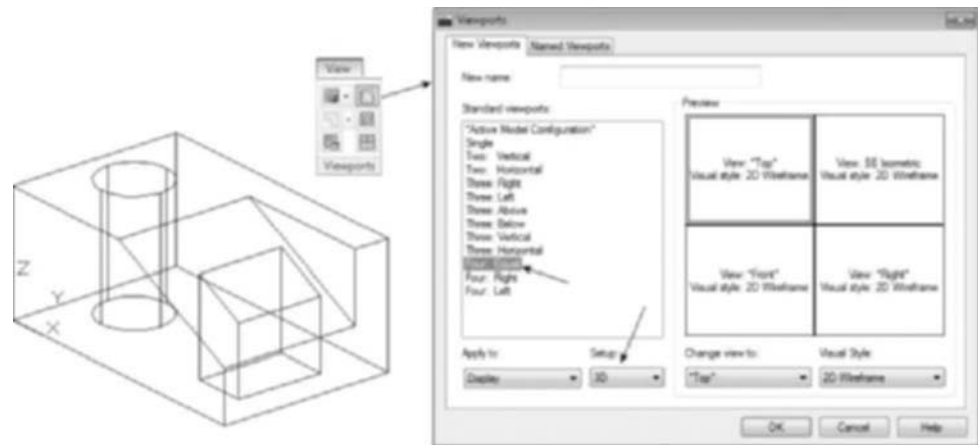 Z
Y
X
View
Viewports
Viewports
New Viewports
Named Viewports
New name:
Standard viewports:
*Active Model Configuration*
Single
Two: Vertical
Two: Horizontal
Three: Right
Three: Left
Three: Above
Three: Below
Three: Vertical
Three: Horizontal
Four: Equal
Four: Right
Four: Left
Apply to:
Display
Setup:
3D
Preview
View: "Top"
Visual style: 2D Wireframe
View: SE Isometric
Visual style: 2D Wireframe
View: "Front"
Visual style: 2D Wireframe
View: "Right"
Visual style: 2D Wireframe
Change view to:
"Top"
Visual Style:
2D Wireframe
OK
Cancel
Help